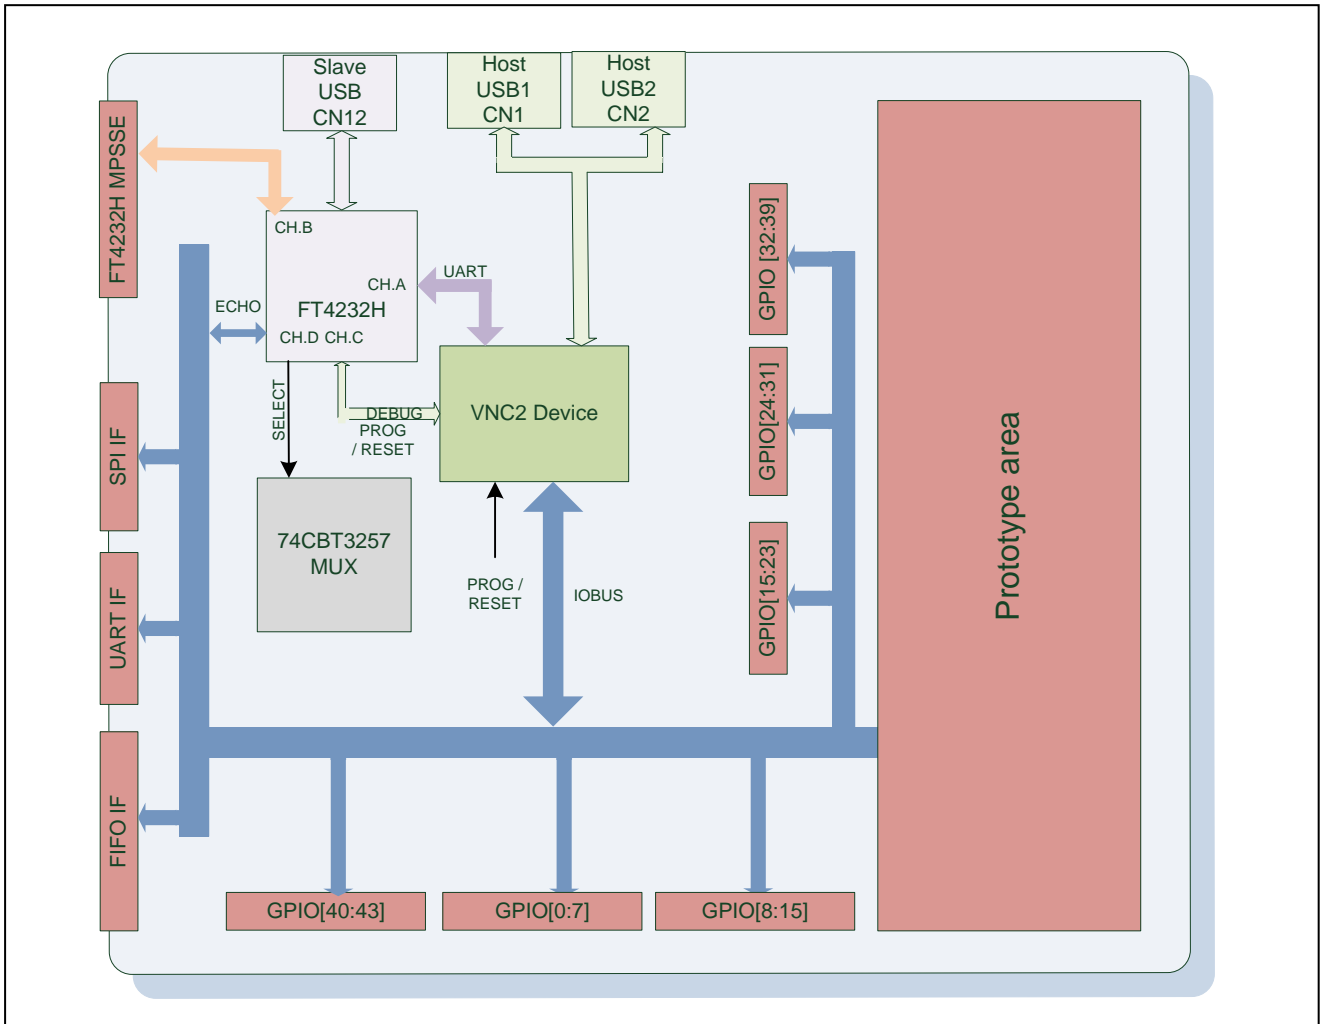 Slave
USB
CN12
Host
USB1
CN1
Host
USB2
CN2
FT4232H MPSSE
CH.B
CH.A
FT4232H
CH.D CH.C
UART
ECHO
SELECT
DEBUG
PROG
/ RESET
VNC2 Device
74CBT3257
MUX
PROG /
RESET
IOBUS
SPI IF
UART IF
FIFO IF
GPIO [32:39]
GPIO[24:31]
GPIO[15:23]
Prototype area
GPIO[40:43]
GPIO[0:7]
GPIO[8:15]